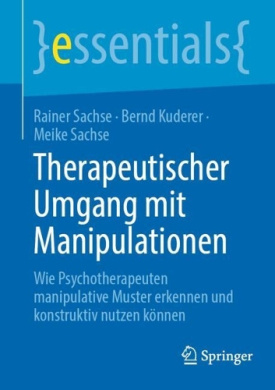 }essentials{
Rainer Sachse · Bernd Kuderer ·
Meike Sachse
Therapeutischer
Umgang mit
Manipulationen
Wie Psychotherapeuten
manipulative Muster erkennen und
konstruktiv nutzen können
Springer